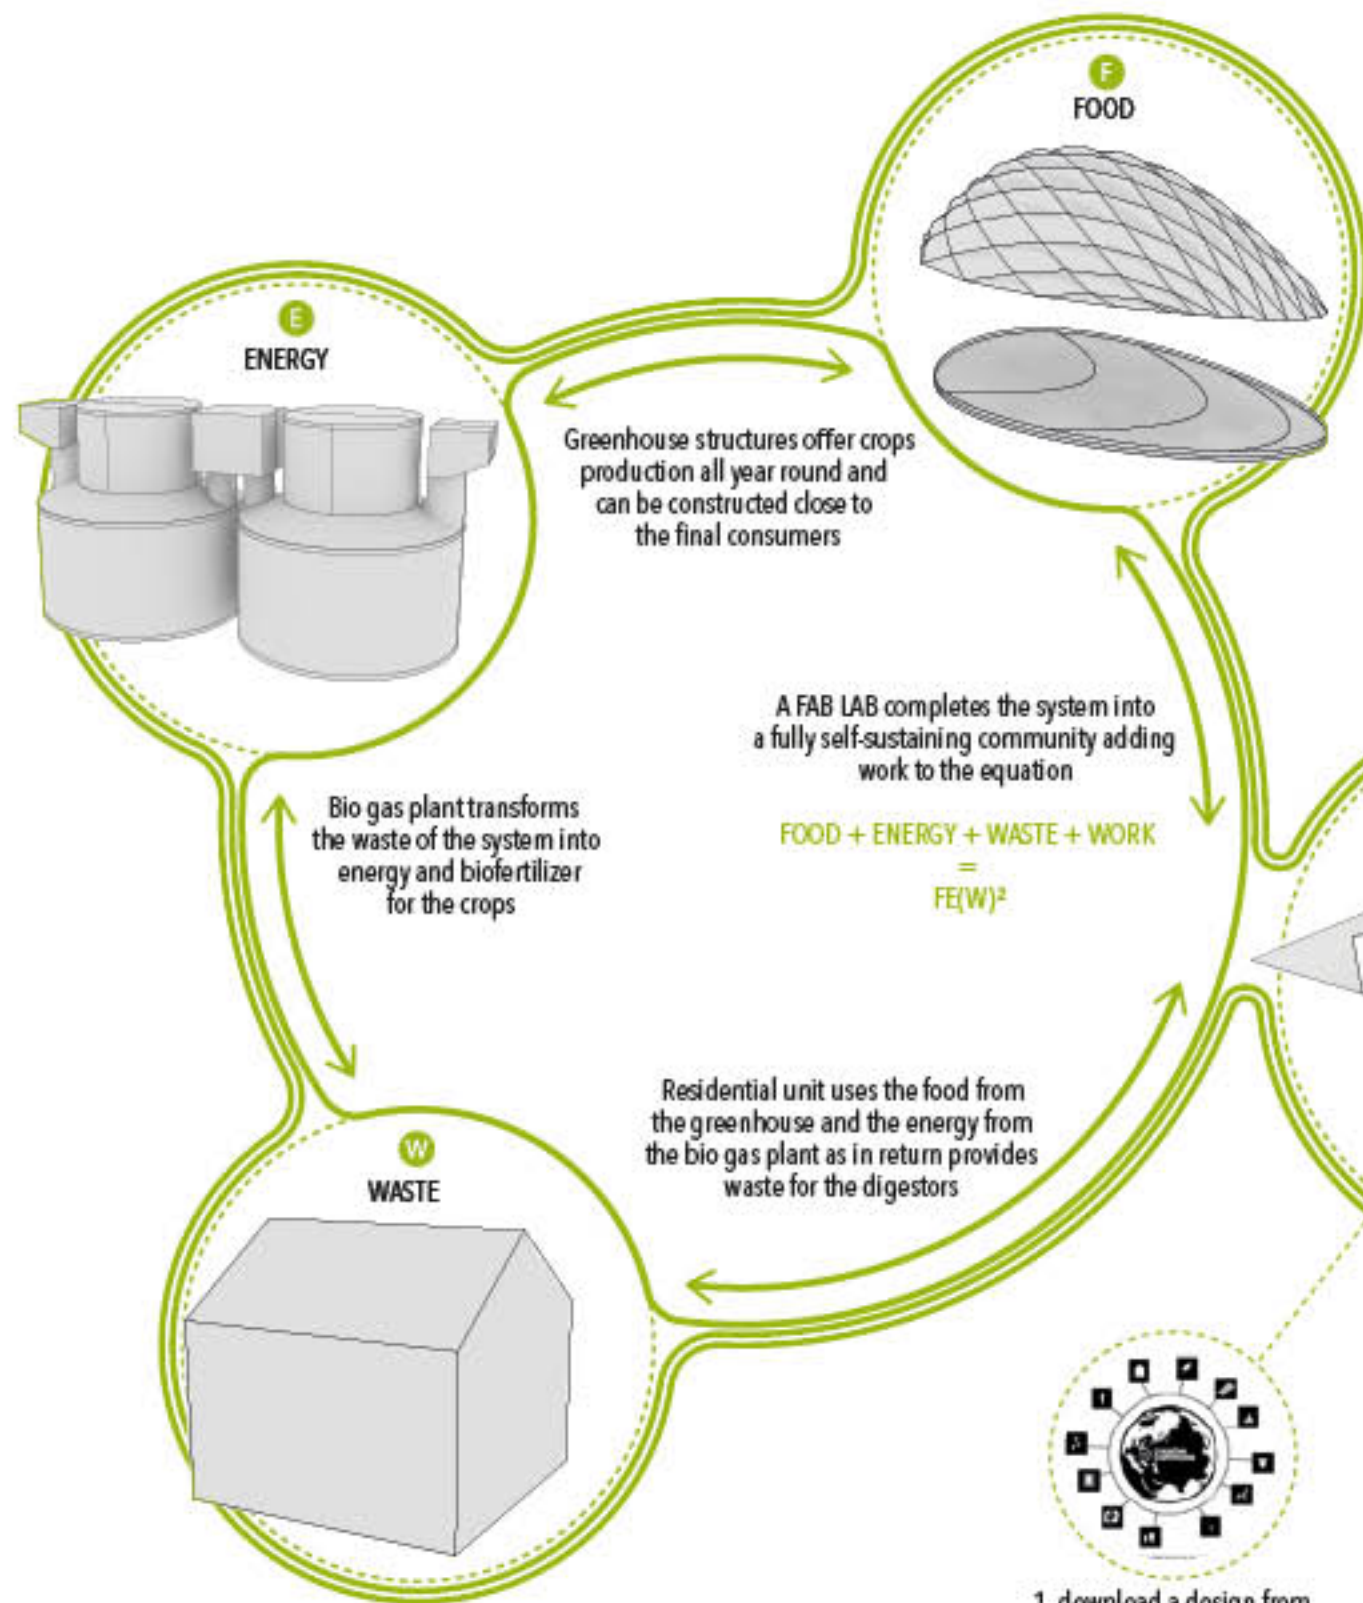 F
FOOD
E
ENERGY
Greenhouse structures offer crops
production all year round and
can be constructed close to
the final consumers
A FAB LAB completes the system into
a fully self-sustaining community adding
work to the equation
FOOD + ENERGY + WASTE + WORK
=
FE(W)²
Bio gas plant transforms
the waste of the system into
energy and biofertilizer
for the crops
Residential unit uses the food from
the greenhouse and the energy from
the bio gas plant as in return provides
waste for the digestors
W
WASTE
1. download a design from